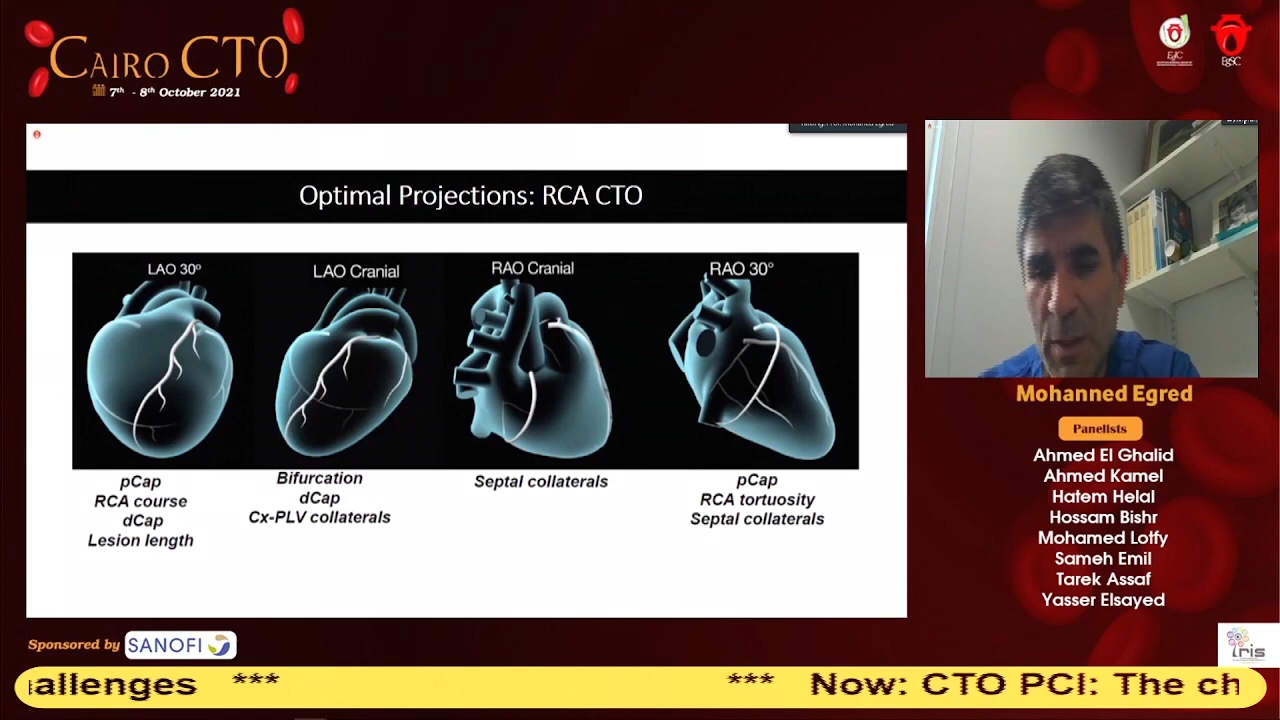 CAIRO CTO
7th - 8th October 2021
EgSC
Optimal Projections: RCA CTO
LAO 30º
LAO Cranial
RAO Cranial
RAO 30°
pCap
RCA course
dCap
Lesion length
Bifurcation
dCap
Cx-PLV collaterals
Septal collaterals
pCap
RCA tortuosity
Septal collaterals
Mohanned Egred
Panelists
Ahmed El Ghalid
Ahmed Kamel
Hatem Helal
Hossam Bishr
Mohamed Lotfy
Sameh Emil
Tarek Assaf
Yasser Elsayed
Sponsored by SANOFI
iris
allenges *** *** Now: CTO PCI: The ch